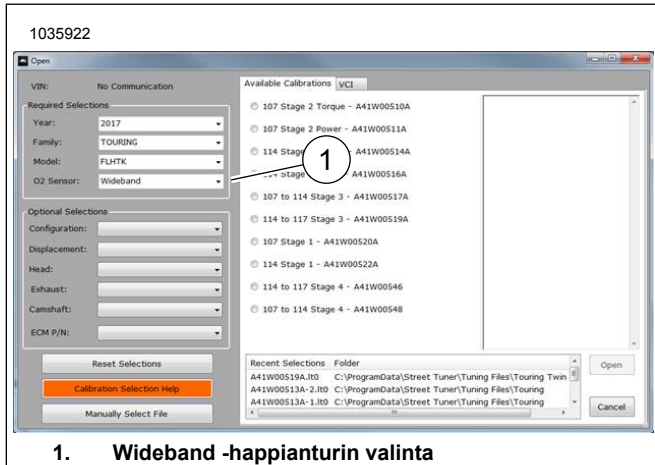 1035922
Open
VIN: No Communication
Required Selections
Year: 2017
Family: TOURING
Model: FLHTK
O2 Sensor: Wideband
Optional Selections
Configuration:
Displacement:
Head:
Exhaust:
Camshaft:
ECM P/N:
Reset Selections
Calibration Selection Help
Manually Select File
Available Calibrations VCI
107 Stage 2 Torque - A41W00510A
107 Stage 2 Power - A41W00511A
114 Stage - A41W00514A
114 Stage A41W00516A
107 to 114 Stage 3 - A41W00517A
114 to 117 Stage 3 - A41W00519A
107 Stage 1 - A41W00520A
114 Stage 1 - A41W00522A
114 to 117 Stage 4 - A41W00546
107 to 114 Stage 4 - A41W00548
1
Recent Selections Folder
A41W00519A.lt0 C:\ProgramData\Street Tuner\Tuning Files\Touring Twin
A41W00513A-2.lt0 C:\ProgramData\Street Tuner\Tuning Files\Touring
A41W00513A-1.lt0 C:\ProgramData\Street Tuner\Tuning Files\Touring
Open
Cancel
1. Wideband -happianturin valinta